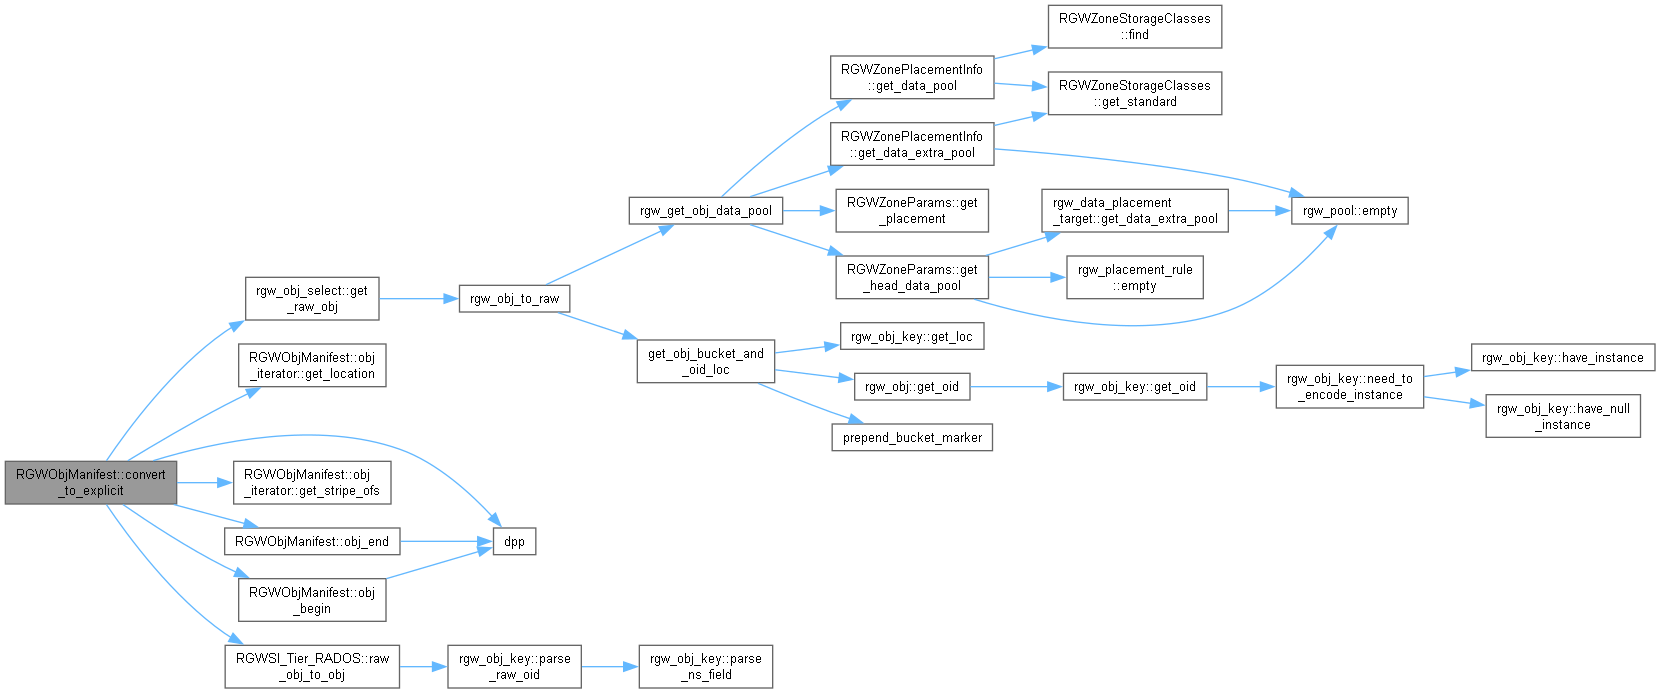 RGWZoneStorageClasses
::find
RGWZonePlacementInfo
::get_data_pool
RGWZoneStorageClasses
::get_standard
RGWZonePlacementInfo
::get_data_extra_pool
rgw_get_obj_data_pool
RGWZoneParams::get
_placement
rgw_data_placement
_target::get_data_extra_pool
rgw_pool::empty
RGWZoneParams::get
_head_data_pool
rgw_placement_rule
::empty
rgw_obj_select::get
_raw_obj
rgw_obj_to_raw
get_obj_bucket_and
_oid_loc
rgw_obj_key::get_loc
RGWObjManifest::obj
_iterator::get_location
rgw_obj::get_oid
rgw_obj_key::get_oid
rgw_obj_key::need_to
_encode_instance
rgw_obj_key::have_instance
rgw_obj_key::have_null
_instance
prepend_bucket_marker
RGWObjManifest::convert
_to_explicit
RGWObjManifest::obj
_iterator::get_stripe_ofs
RGWObjManifest::obj_end
dpp
RGWObjManifest::obj
_begin
RGWSI_Tier_RADOS::raw
_obj_to_obj
rgw_obj_key::parse
_raw_oid
rgw_obj_key::parse
_ns_field